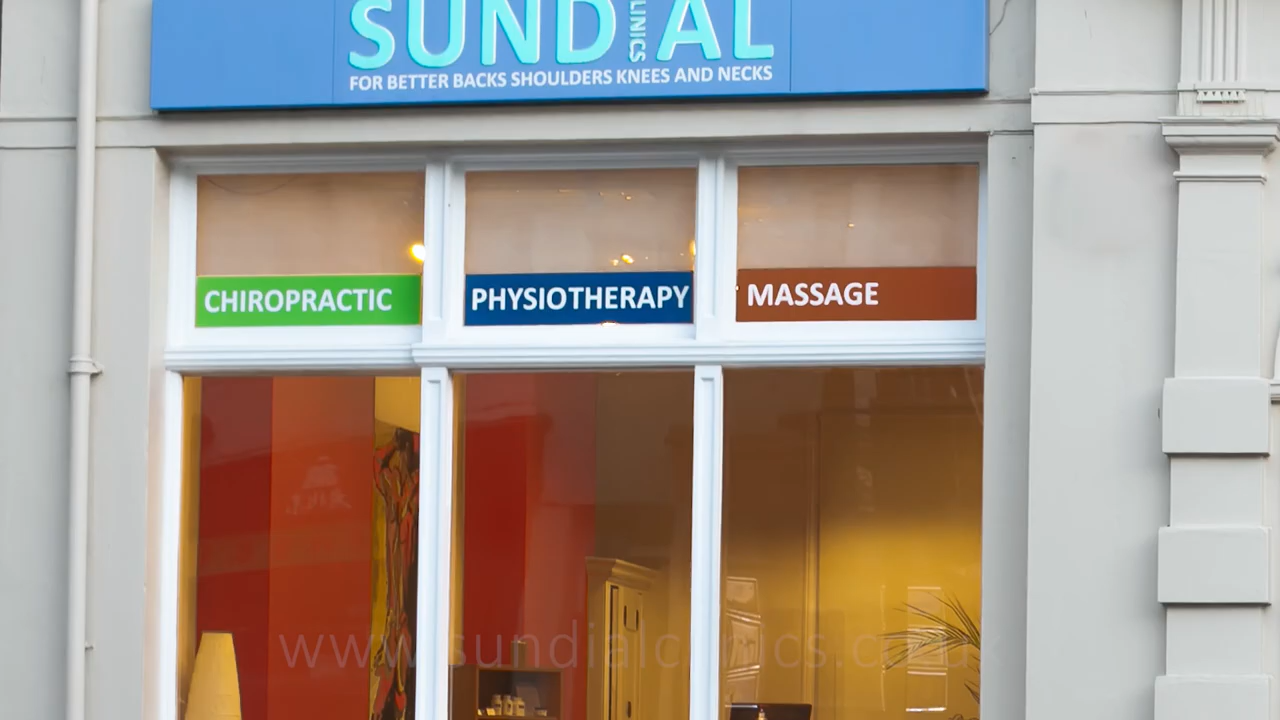 SUNDIAL
CLINICS
FOR BETTER BACKS SHOULDERS KNEES AND NECKS
CHIROPRACTIC
PHYSIOTHERAPY
MASSAGE
www.sundialclinics.co.uk